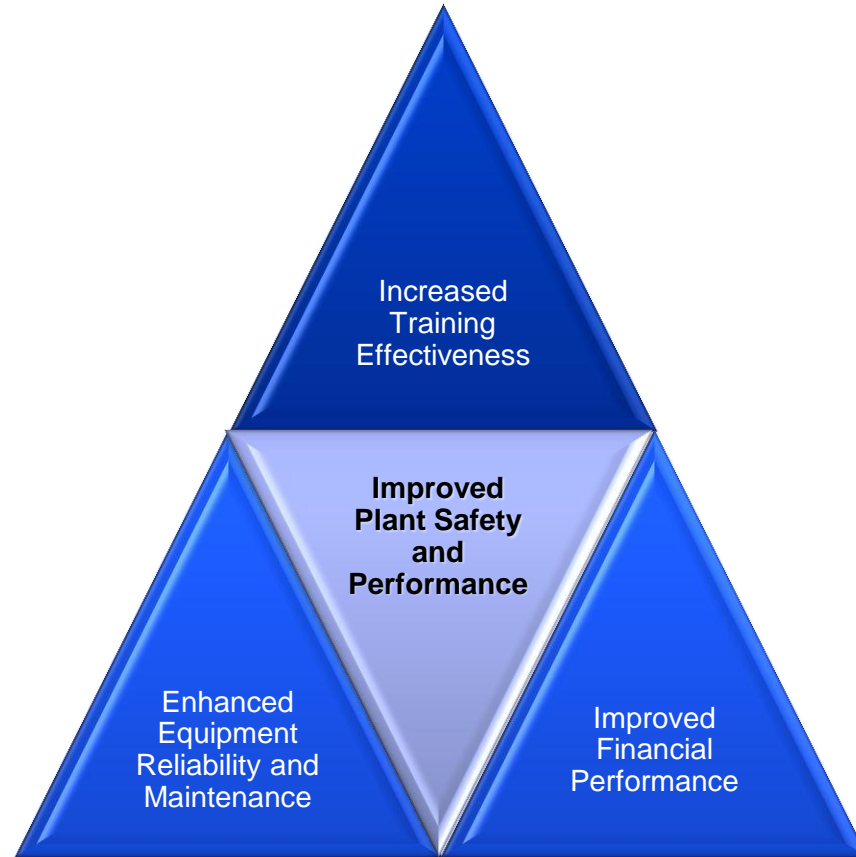 Increased
Training
Effectiveness
Improved
Plant Safety
and
Performance
Enhanced
Equipment
Reliability and
Maintenance
Improved
Financial
Performance